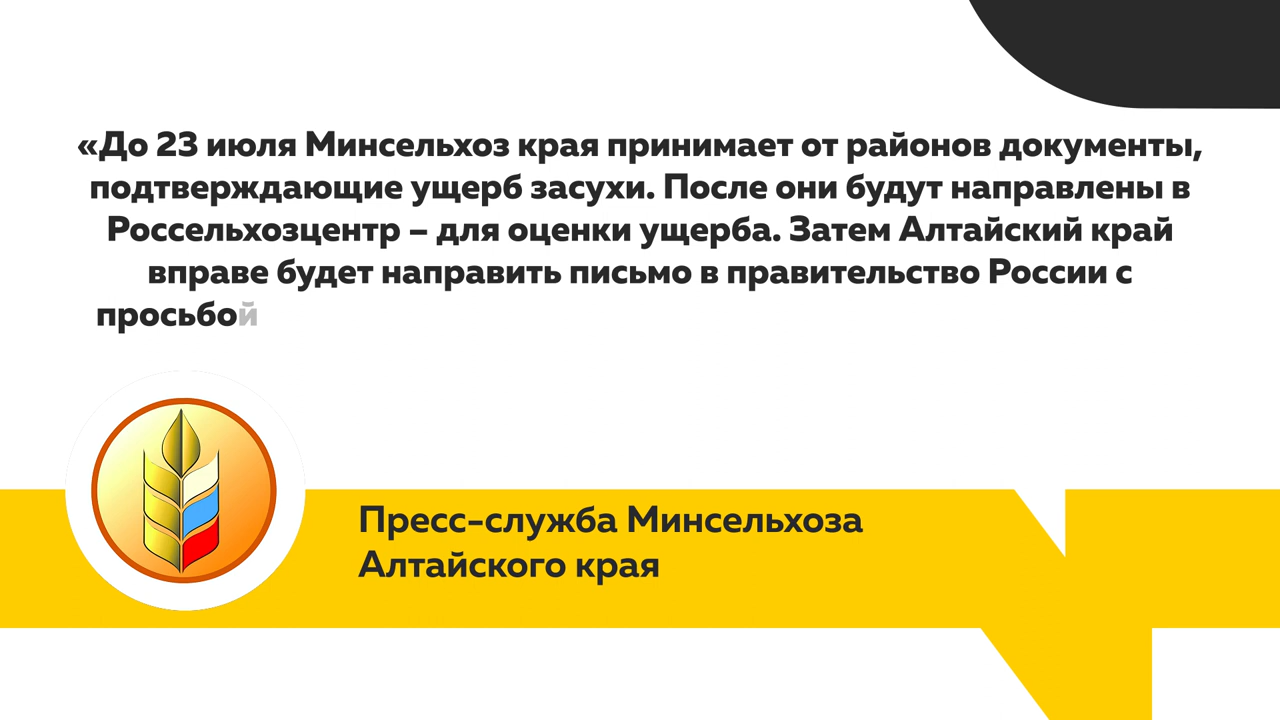 «До 23 июля Минсельхоз края принимает от районов документы,
подтверждающие ущерб засухи. После они будут направлены в
Россельхозцентр – для оценки ущерба. Затем Алтайский край
вправе будет направить письмо в правительство России с
просьбой
Пресс-служба Минсельхоза
Алтайского края